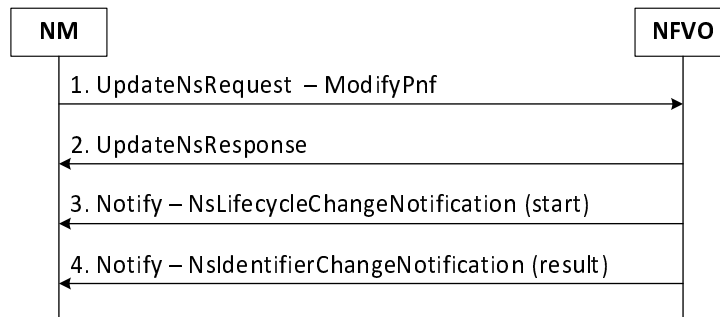 NM
NFVO
1. UpdateNsRequest – ModifyPnf
2. UpdateNsResponse
3. Notify – NsLifecycleChangeNotification (start)
4. Notify – NsIdentifierChangeNotification (result)